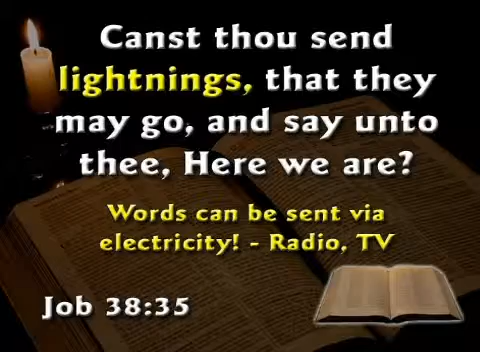 Canst thou send
lightnings, that they
may go, and say unto
thee, Here we are?
Words can be sent via
electricity! - Radio, TV
Job 38:35